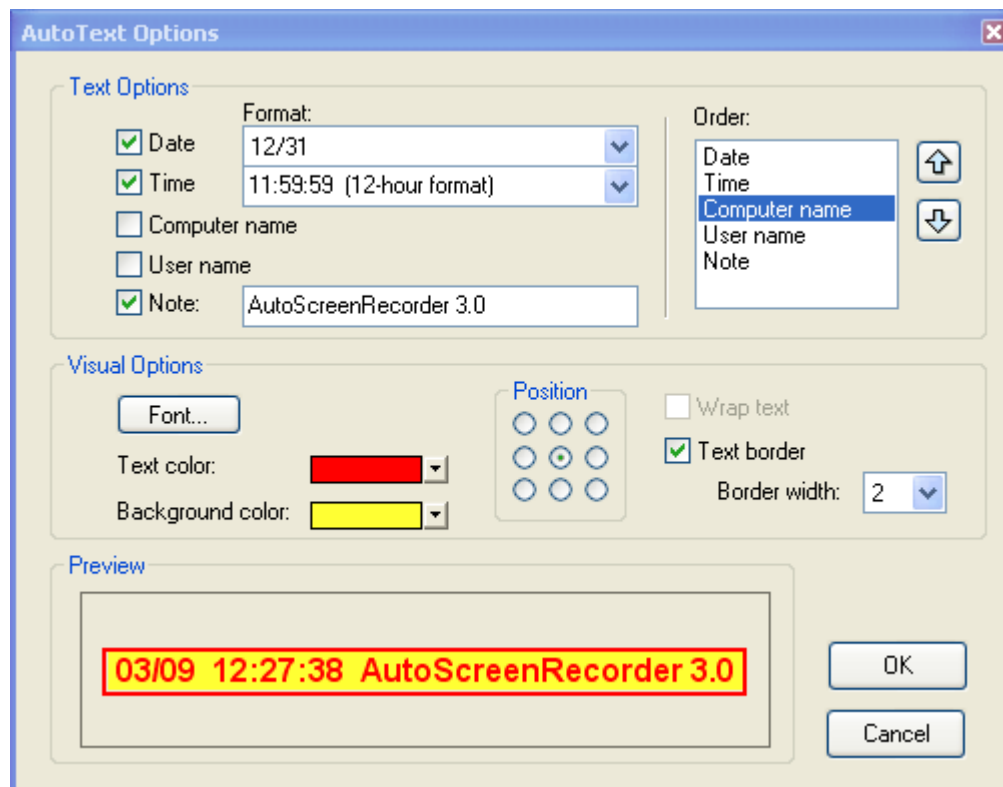 AutoText Options
Text Options
Format:
Order:
Date
12/31
Time
11:59:59 (12-hour format)
Computer name
User name
Note:
AutoScreenRecorder 3.0
Date
Time
Computer name
User name
Note
Visual Options
Font...
Text color:
Background color:
Position
Wrap text
Text border
Border width:
2
Preview
03/09 12:27:38 AutoScreenRecorder 3.0
OK
Cancel